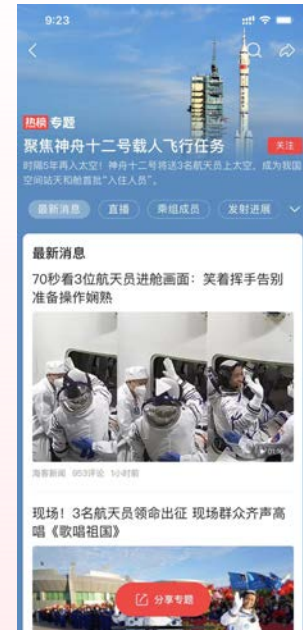 9:23
热榜 专题
聚焦神舟十二号载人飞行任务
关注
时隔5年再入太空！神舟十二号将送3名航天员上太空，成为我国
空间站天和舱首批“入住人员”。
最新消息
直播
乘组成员
发射进展
最新消息
70秒看3位航天员进舱画面：笑着挥手告别
准备操作娴熟
01:16
海客新闻 953评论 1小时前
现场！3名航天员领命出征 现场群众齐声高
唱《歌唱祖国》
分享专题